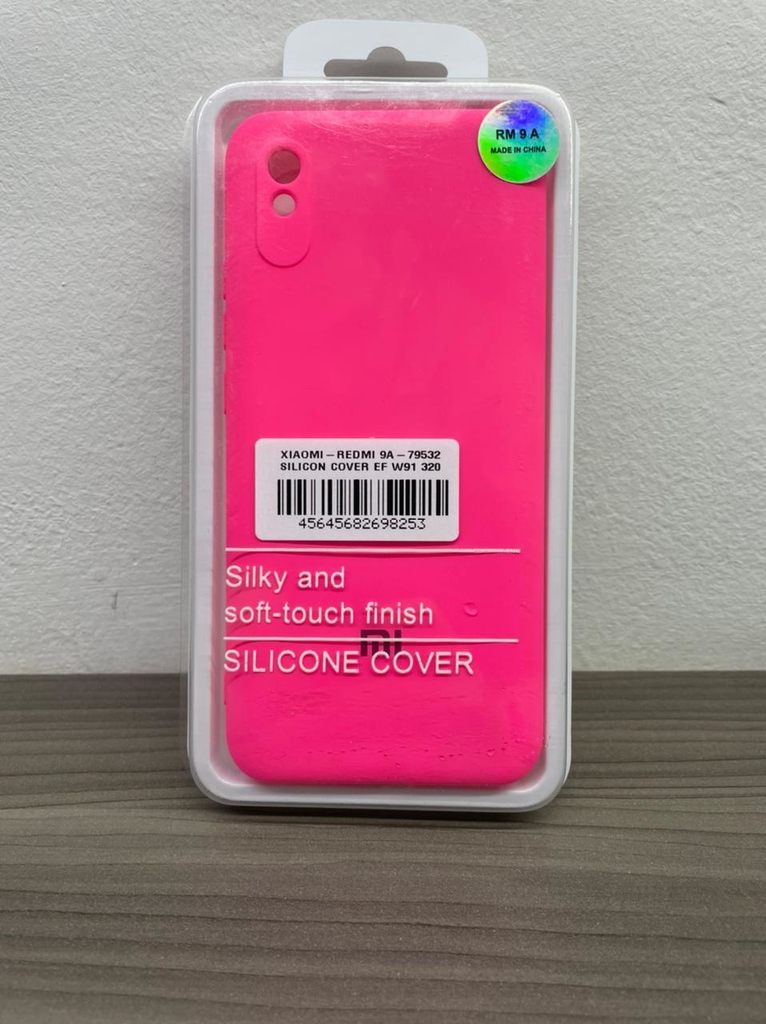 RM 9 A
MADE IN CHINA
XIAOMI – REDMI 9A – 79532
SILICON COVER EF W91 320
45645682698253
Silky and
soft-touch finish
mi
SILICONE COVER